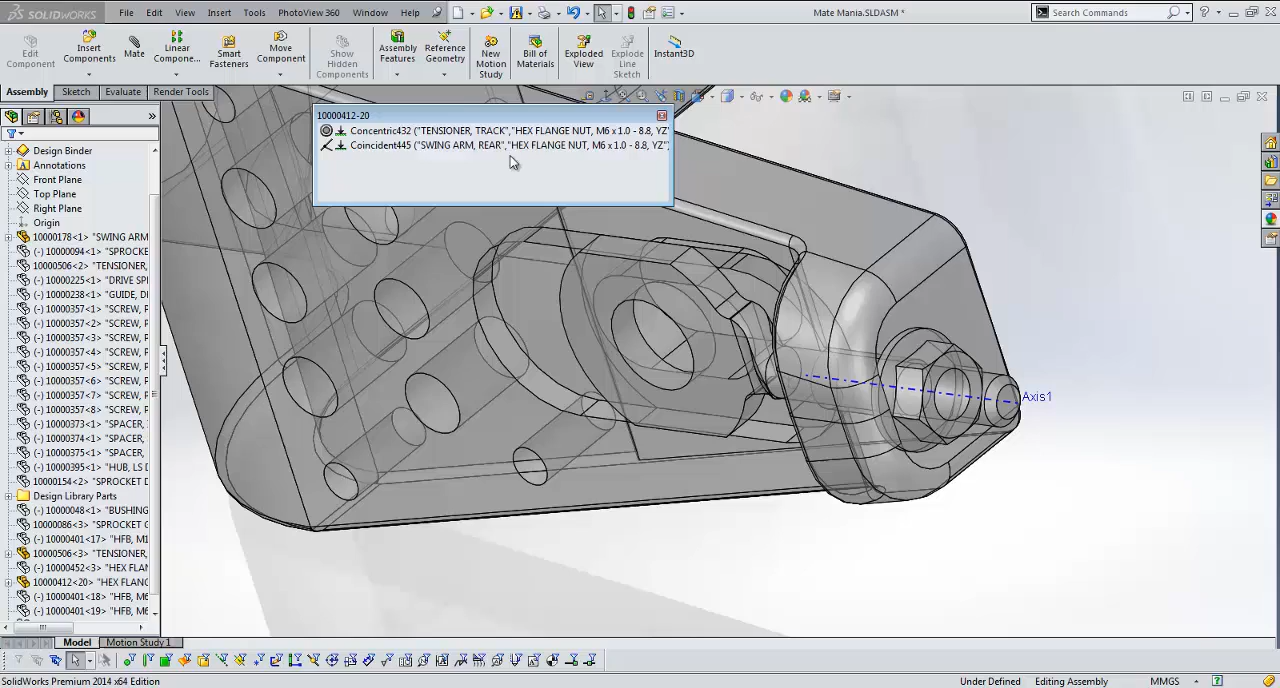 SOLIDWORKS File Edit View Insert Tools PhotoView 360 Window Help Mate Mania.SLDASM * Search Commands
Edit Component
Insert Components
Mate
Linear Compone...
Smart Fasteners
Move Component
Show Hidden Components
Assembly Features
Reference Geometry
New Motion Study
Bill of Materials
Exploded View
Explode Line Sketch
Instant3D
Assembly Sketch Evaluate Render Tools
10000412-20
Concentric432 ("TENSIONER, TRACK","HEX FLANGE NUT, M6 x 1.0 - 8.8, YZ"
Coincident445 ("SWING ARM, REAR","HEX FLANGE NUT, M6 x 1.0 - 8.8, YZ"
Design Binder
Annotations
Front Plane
Top Plane
Right Plane
Origin
10000178<1> "SWING ARM
(-) 10000094<1> "SPROCKET
10000506<2> "TENSIONER,
10000225<1> "DRIVE SP
10000238<1> "GUIDE, D
10000357<1> "SCREW, F
10000357<2> "SCREW, F
10000357<3> "SCREW, F
10000357<4> "SCREW, F
10000357<5> "SCREW, F
10000357<6> "SCREW, F
10000357<7> "SCREW, F
10000357<8> "SCREW, F
10000373<1> "SPACER,
10000374<1> "SPACER,
10000375<1> "SPACER,
10000395<1> "HUB, LS D
10000154<2> "SPROCKET D
Design Library Parts
(-) 10000048<1> "BUSHING
10000086<3> "SPROCKET G
(-) 10000401<17> "HFB, M1
10000506<3> "TENSIONER,
(-) 10000452<3> "HEX FLANG
10000412<20> "HEX FLANG
(-) 10000401<18> "HFB, M6
(-) 10000401<19> "HFB, M6
Axis1
Model Motion Study 1
SolidWorks Premium 2014 x64 Edition Under Defined Editing Assembly MMGS